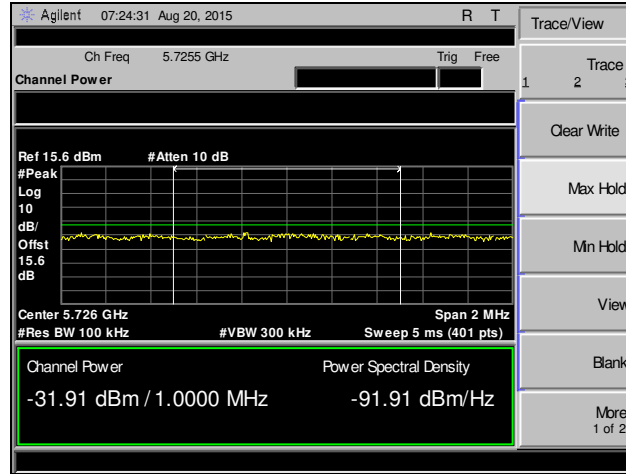 Agilent 07:24:31 Aug 20, 2015 R T
Trace/View
Ch Freq 5.7255 GHz Trig Free
Channel Power
Trace
1 2
Clear Write
Max Hold
Min Hold
View
Blank
More
1 of 2
Ref 15.6 dBm #Atten 10 dB
#Peak
Log
10
dB/
Offst
15.6
dB
Center 5.726 GHz Span 2 MHz
#Res BW 100 kHz #VBW 300 kHz Sweep 5 ms (401 pts)
Channel Power Power Spectral Density
-31.91 dBm / 1.0000 MHz -91.91 dBm/Hz